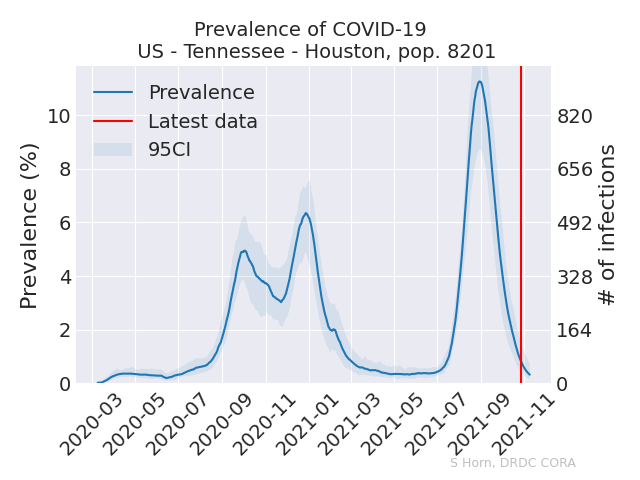 Prevalence of COVID-19
US - Tennessee - Houston, pop. 8201
Prevalence
Latest data
95CI
Prevalence (%)
10
8
6
4
2
0
820
656
492
328
164
0
# of infections
2020-03
2020-05
2020-07
2020-09
2020-11
2021-01
2021-03
2021-05
2021-07
2021-09
2021-11
S Horn, DRDC CORA